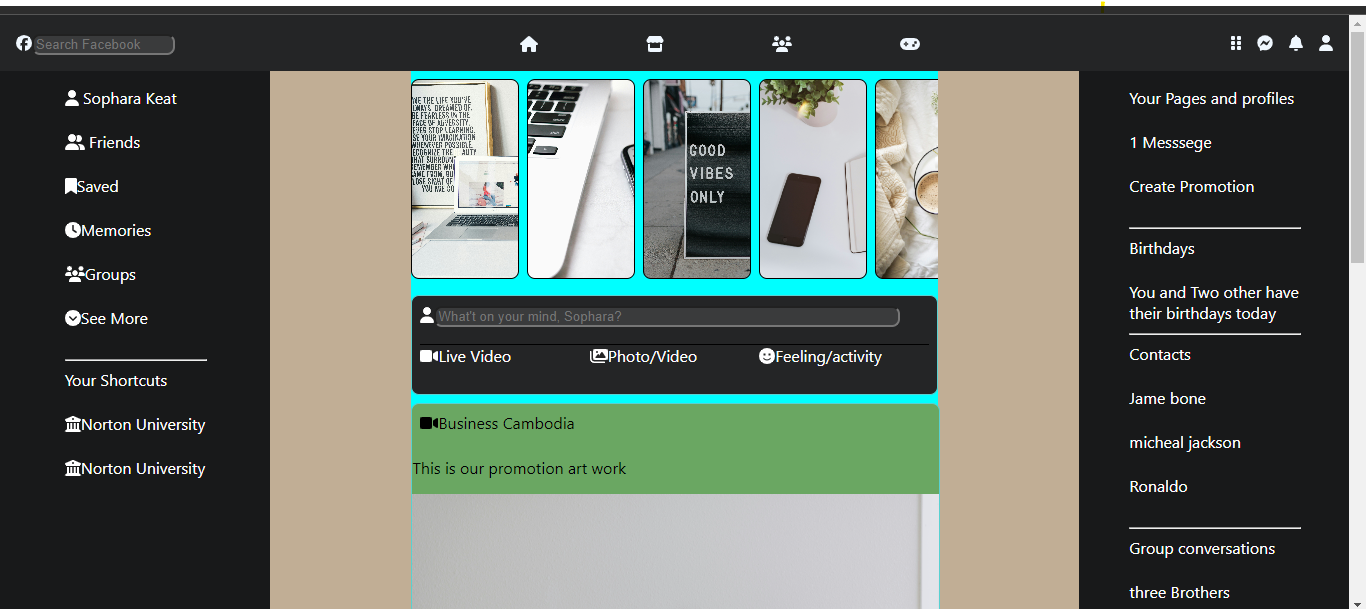 Search Facebook
Sophara Keat
Friends
Saved
Memories
Groups
See More
Your Shortcuts
Norton University
Norton University
GOOD
VIBES
ONLY
What't on your mind, Sophara?
Live Video
Photo/Video
Feeling/activity
Business Cambodia
This is our promotion art work
Your Pages and profiles
1 Messsege
Create Promotion
Birthdays
You and Two other have
their birthdays today
Contacts
Jame bone
micheal jackson
Ronaldo
Group conversations
three Brothers